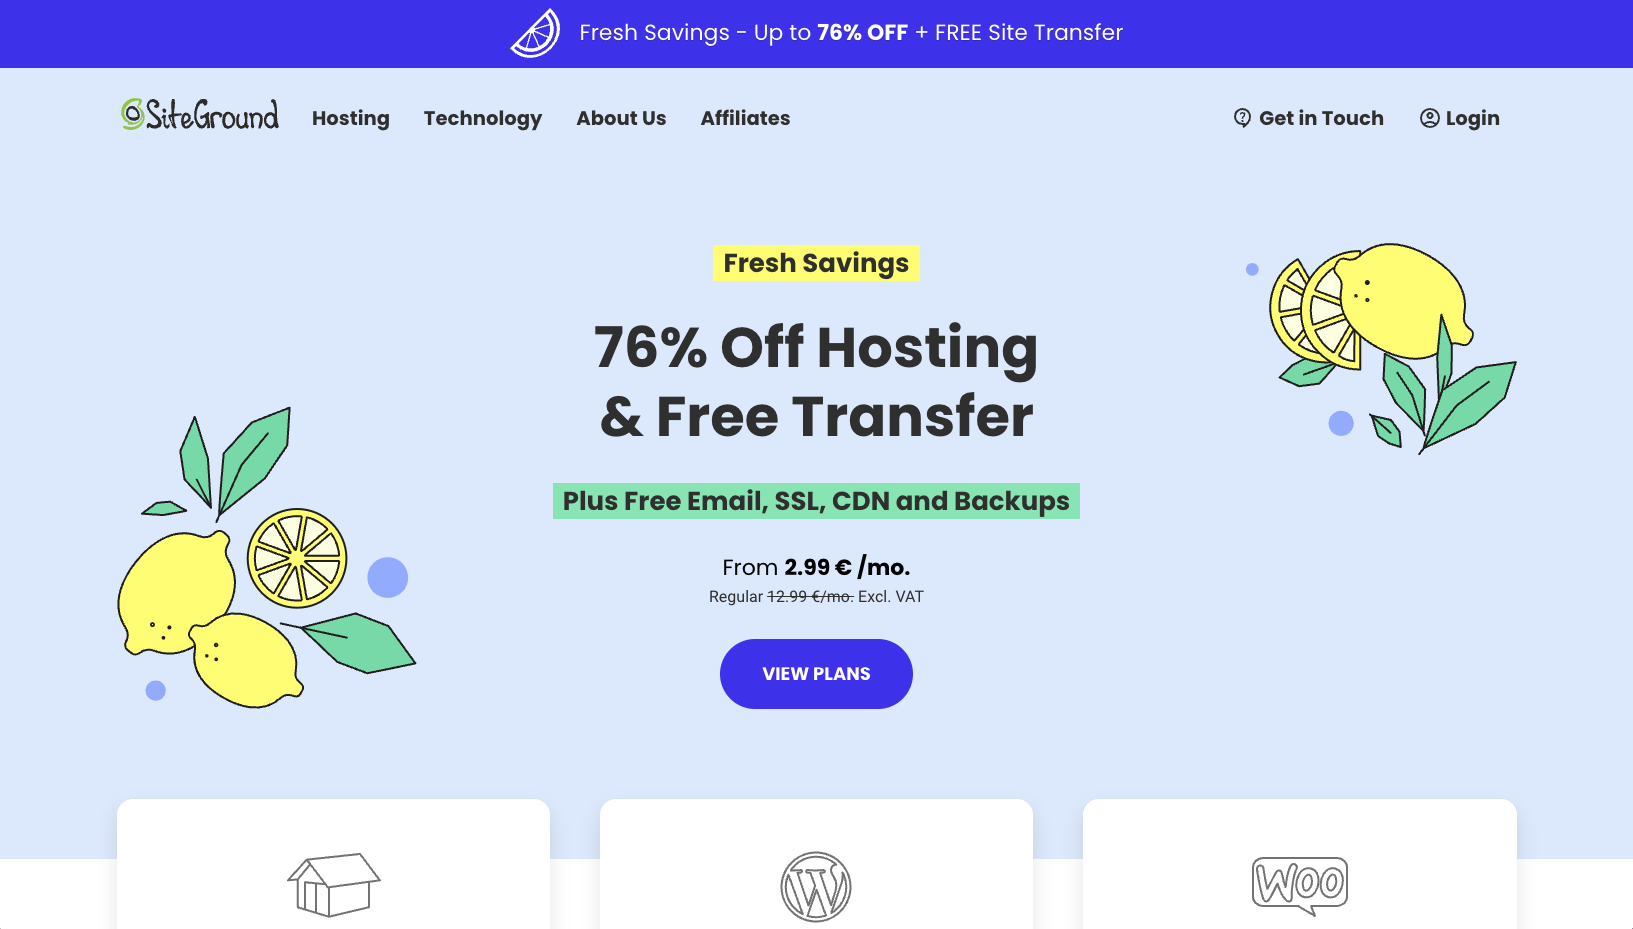 Fresh Savings - Up to 76% OFF + FREE Site Transfer
SiteGround Hosting Technology About Us Affiliates Get in Touch Login
Fresh Savings
76% Off Hosting
& Free Transfer
Plus Free Email, SSL, CDN and Backups
From 2.99 € /mo.
Regular 12.99 €/mo. Excl. VAT
VIEW PLANS
W
Woo